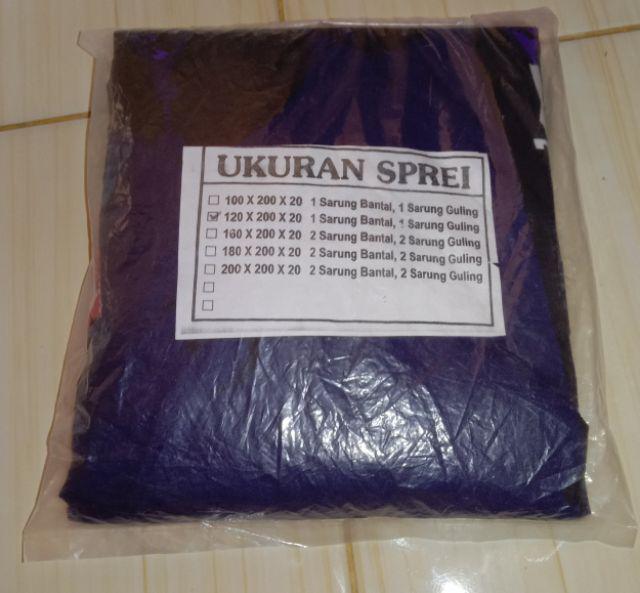 UKURAN SPREI
100 X 200 X 20 1 Sarung Bantal, 1 Sarung Guling
120 X 200 X 20 1 Sarung Bantal, 1 Sarung Guling
160 X 200 X 20 2 Sarung Bantal, 2 Sarung Guling
180 X 200 X 20 2 Sarung Bantal, 2 Sarung Guling
200 X 200 X 20 2 Sarung Bantal, 2 Sarung Guling